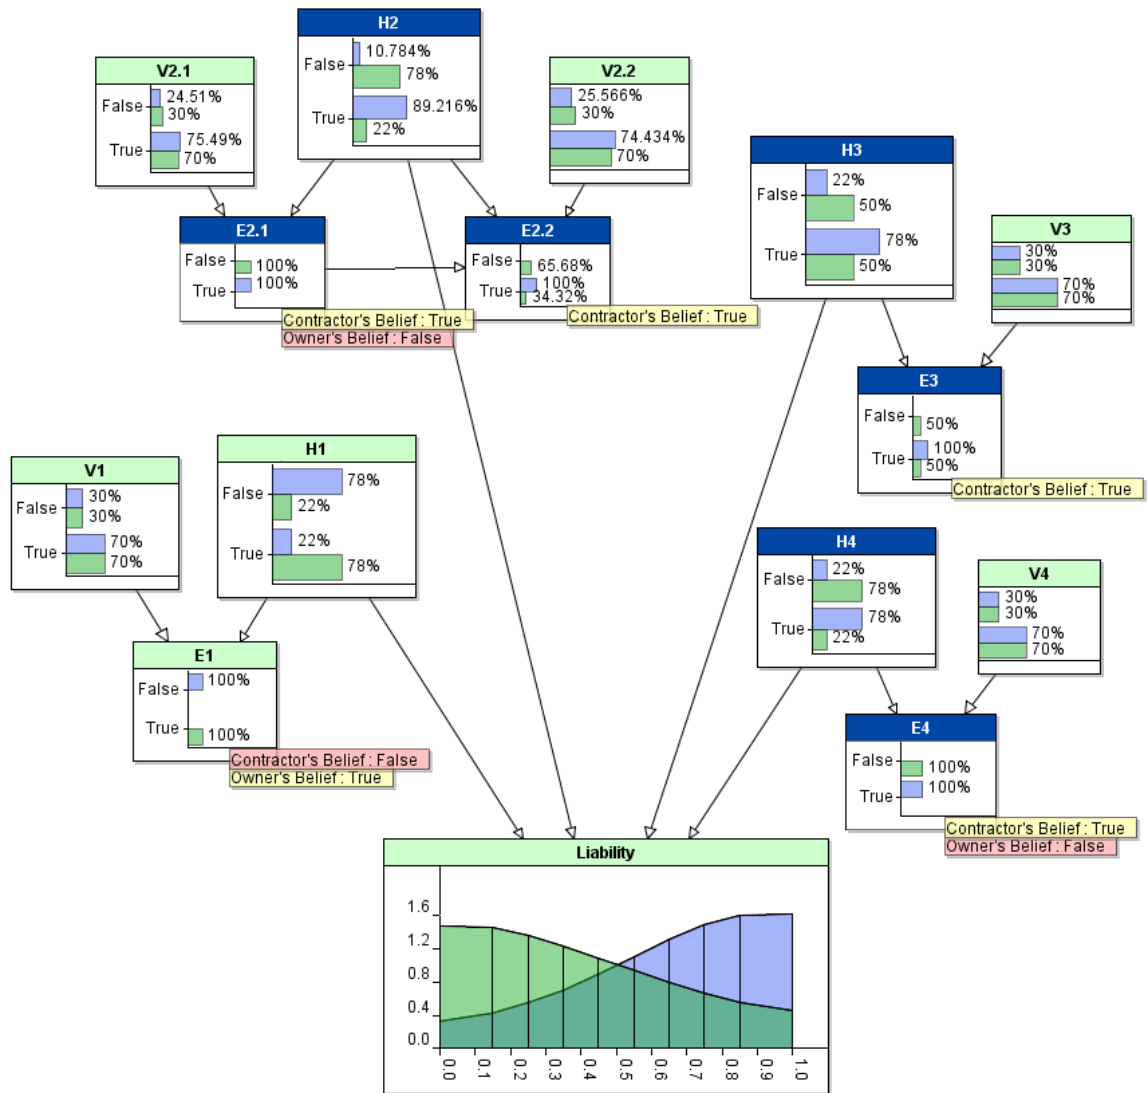 H2
False
10.784%
78%
True
89.216%
22%
V2.1
False
24.51%
30%
True
75.49%
70%
V2.2
False
25.566%
30%
True
74.434%
70%
H3
False
22%
50%
True
78%
50%
V3
False
30%
30%
True
70%
70%
E2.1
False
100%
True
100%
Contractor's Belief : True
Owner's Belief : False
E2.2
False
65.68%
True
100%
34.32%
Contractor's Belief : True
E3
False
50%
True
100%
50%
Contractor's Belief : True
V1
False
30%
30%
True
70%
70%
H1
False
78%
22%
True
22%
78%
H4
False
22%
78%
True
78%
22%
V4
False
30%
30%
True
70%
70%
E1
False
100%
True
100%
Contractor's Belief : False
Owner's Belief : True
E4
False
100%
True
100%
Contractor's Belief : True
Owner's Belief : False
Liability
1.6
1.2
0.8
0.4
0.0
0.0
0.1
0.2
0.3
0.4
0.5
0.6
0.7
0.8
0.9
1.0